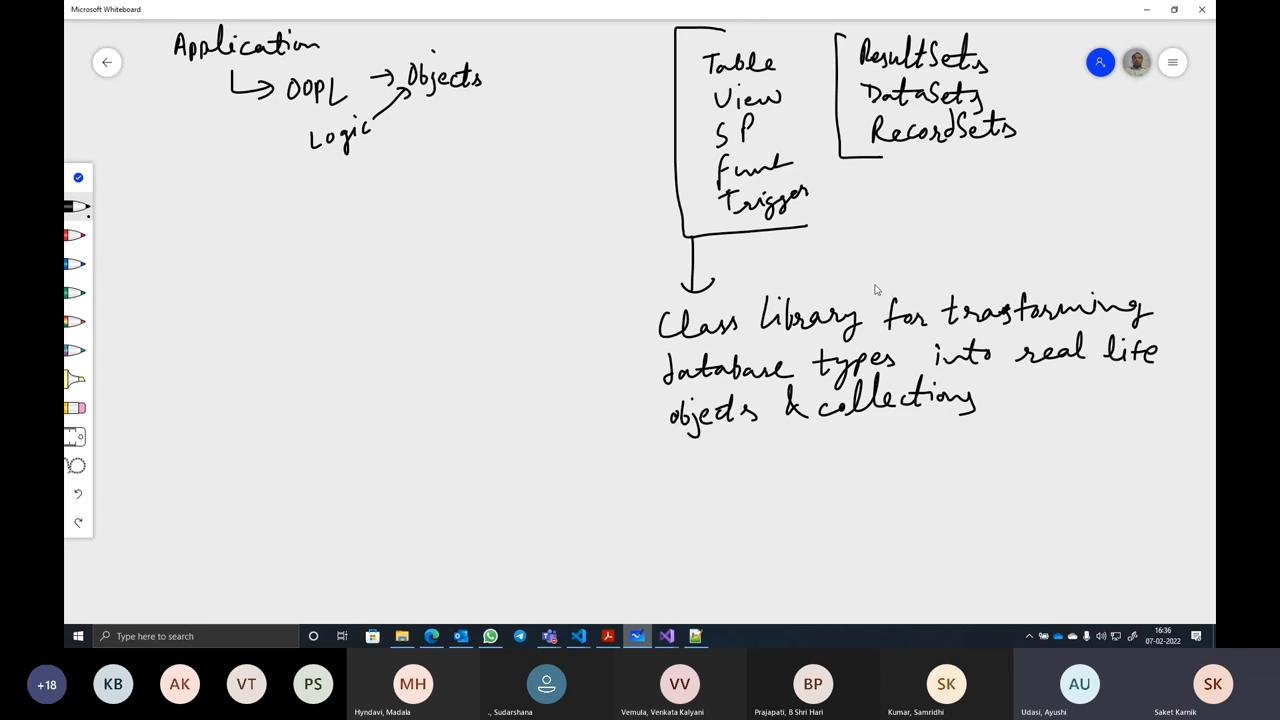 Microsoft Whiteboard
Application
OOPL → Objects
Logic
Table
View
SP
Funct
Trigger
ResultSets
DataSets
RecordSets
Class library for trasforming
database types into real life
objects & collections
Type here to search
16:36
07-02-2022
+18
KB
AK
VT
PS
MH
VV
BP
SK
AU
SK
Hyndavi, Madala
., Sudarshana
Vemula, Venkata Kalyani
Prajapati, B Shri Hari
Kumar, Samridhi
Udasi, Ayushi
Saket Karnik